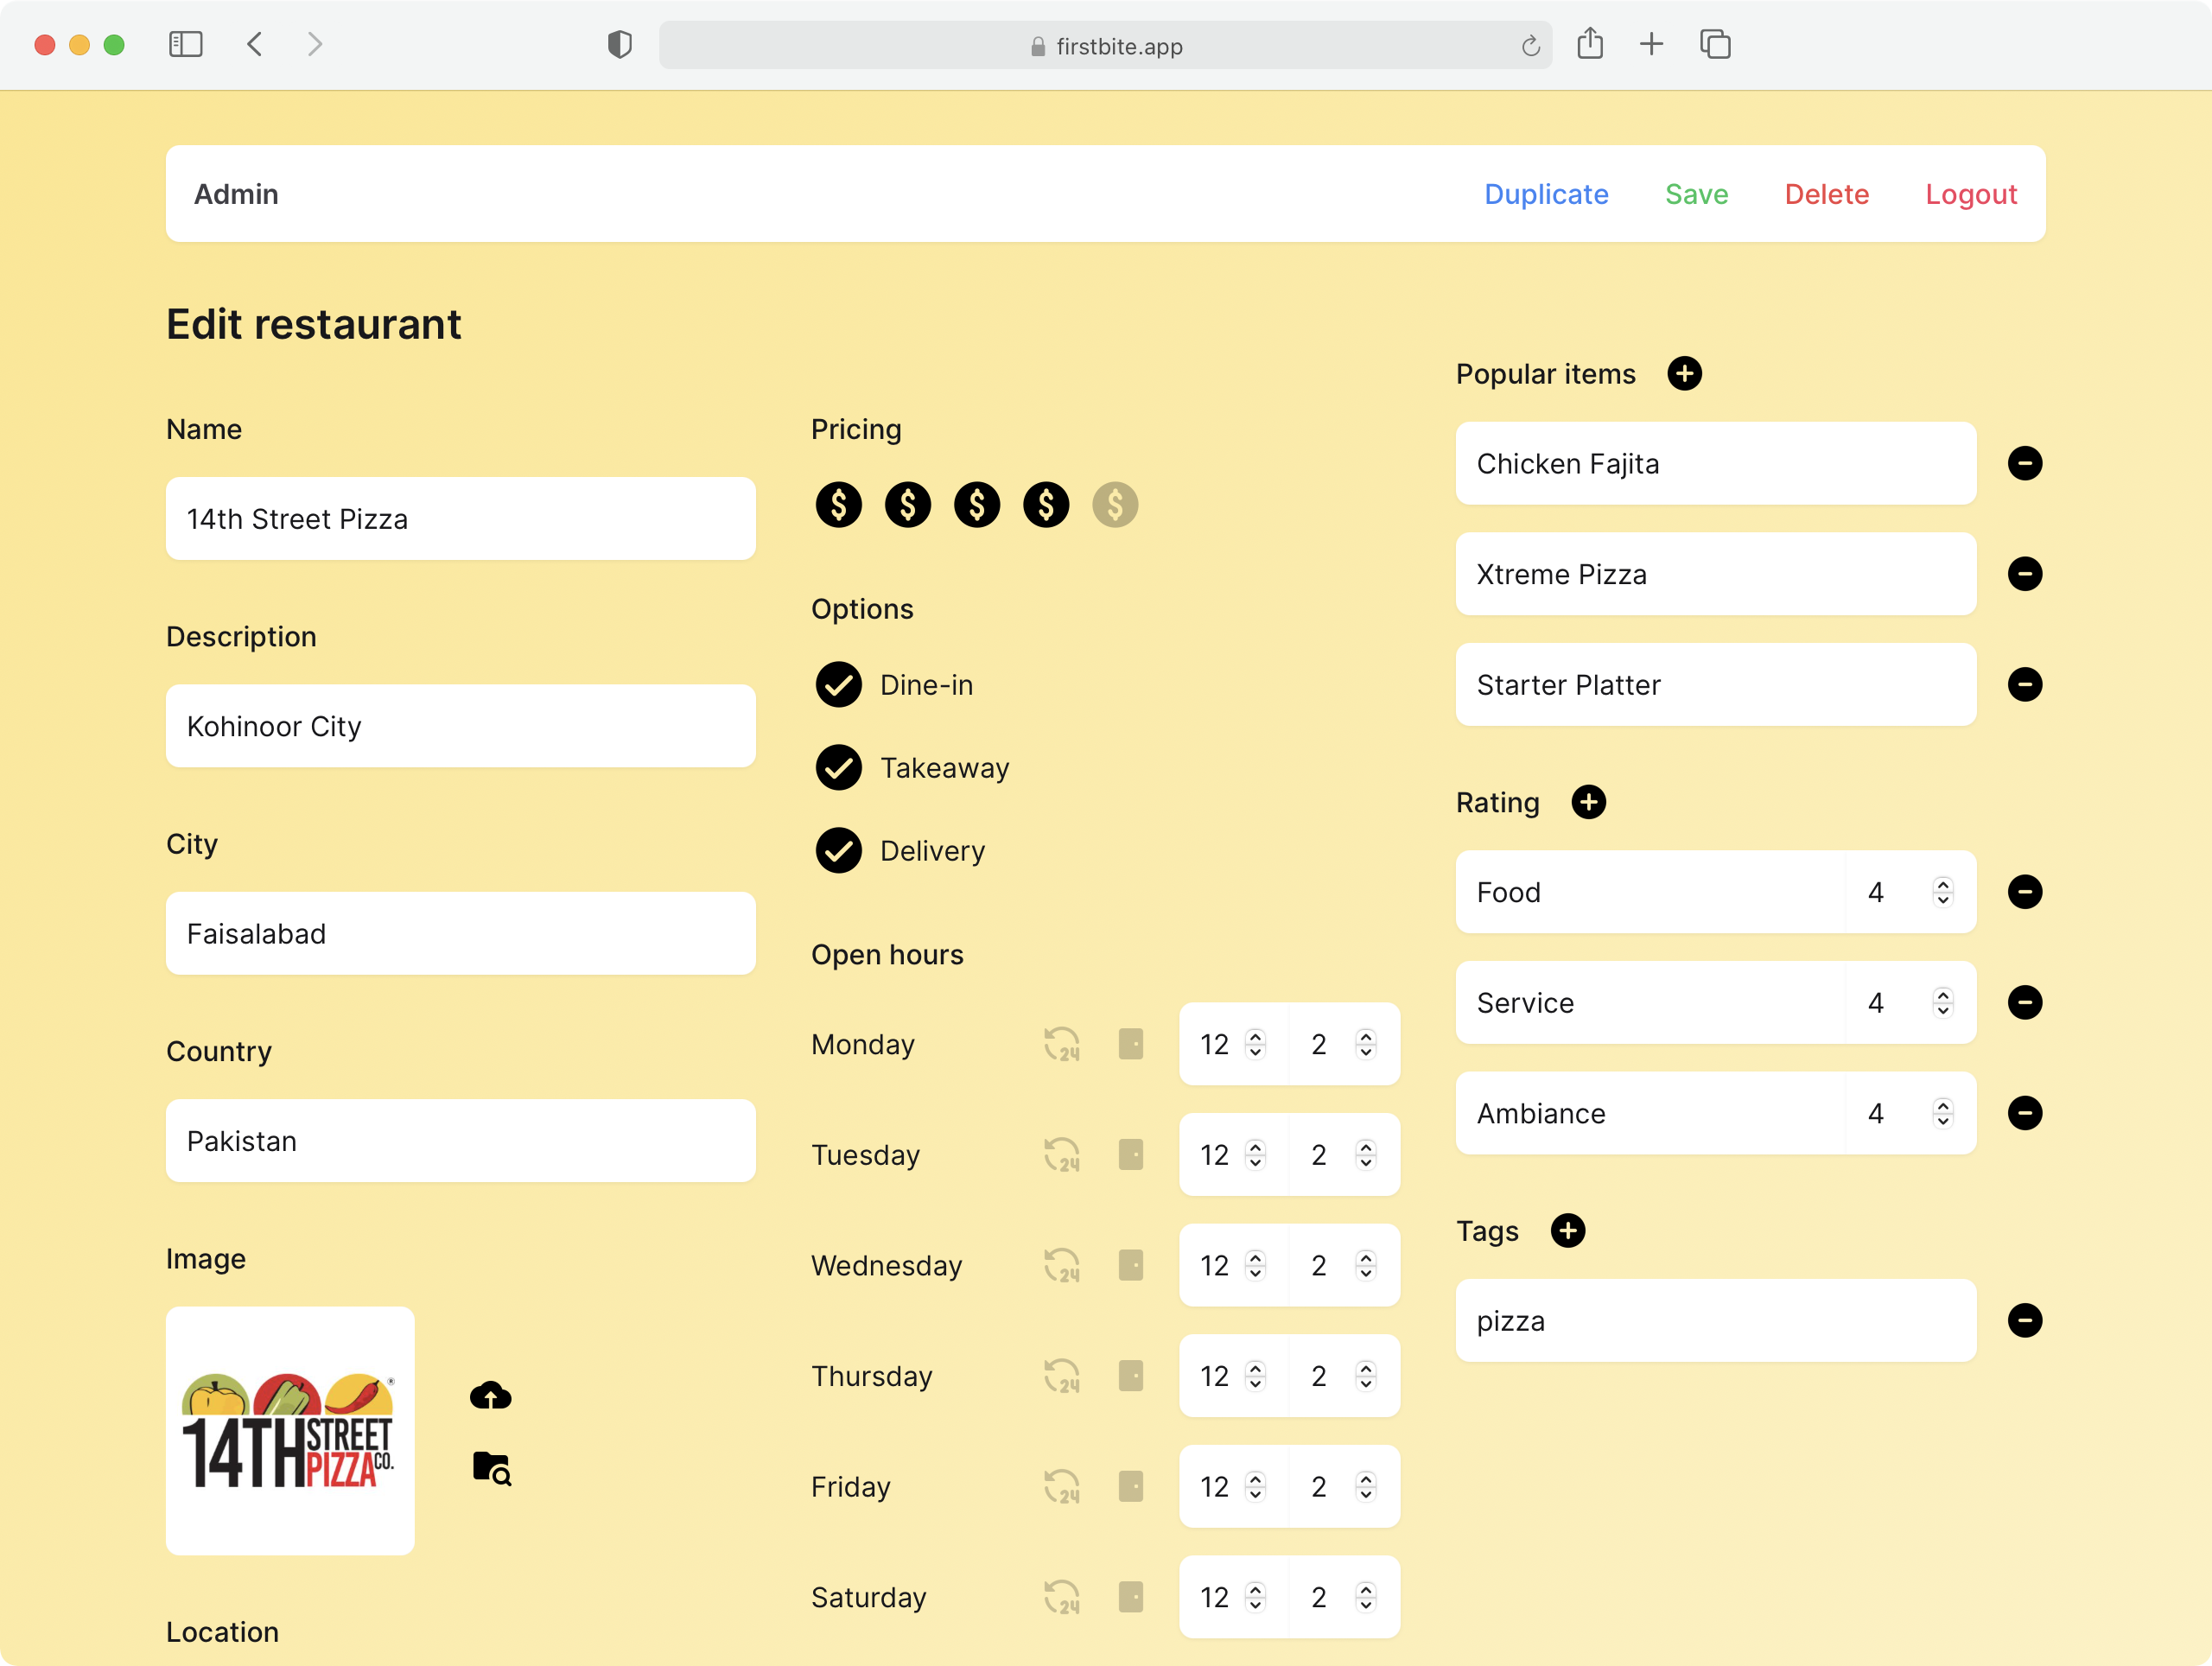 firstbite.app
Admin
Duplicate
Save
Delete
Logout
Edit restaurant
Name
14th Street Pizza
Description
Kohinoor City
City
Faisalabad
Country
Pakistan
Image
14TH STREET PIZZA CO.
®
Location
Pricing
$ $ $ $ $
Options
Dine-in
Takeaway
Delivery
Open hours
Monday 24 12 2
Tuesday 24 12 2
Wednesday 24 12 2
Thursday 24 12 2
Friday 24 12 2
Saturday 24 12 2
Popular items
Chicken Fajita
Xtreme Pizza
Starter Platter
Rating
Food 4
Service 4
Ambiance 4
Tags
pizza